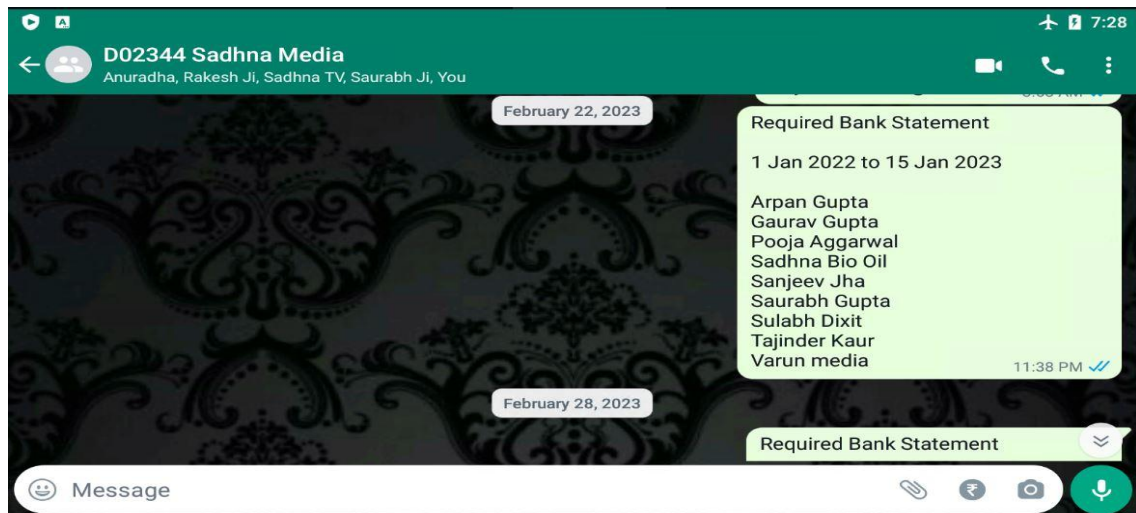 7:28
D02344 Sadhna Media
Anuradha, Rakesh Ji, Sadhna TV, Saurabh Ji, You
February 22, 2023
Required Bank Statement
1 Jan 2022 to 15 Jan 2023
Arpan Gupta
Gaurav Gupta
Pooja Aggarwal
Sadhna Bio Oil
Sanjeev Jha
Saurabh Gupta
Sulabh Dixit
Tajinder Kaur
Varun media
11:38 PM
February 28, 2023
Required Bank Statement
Message